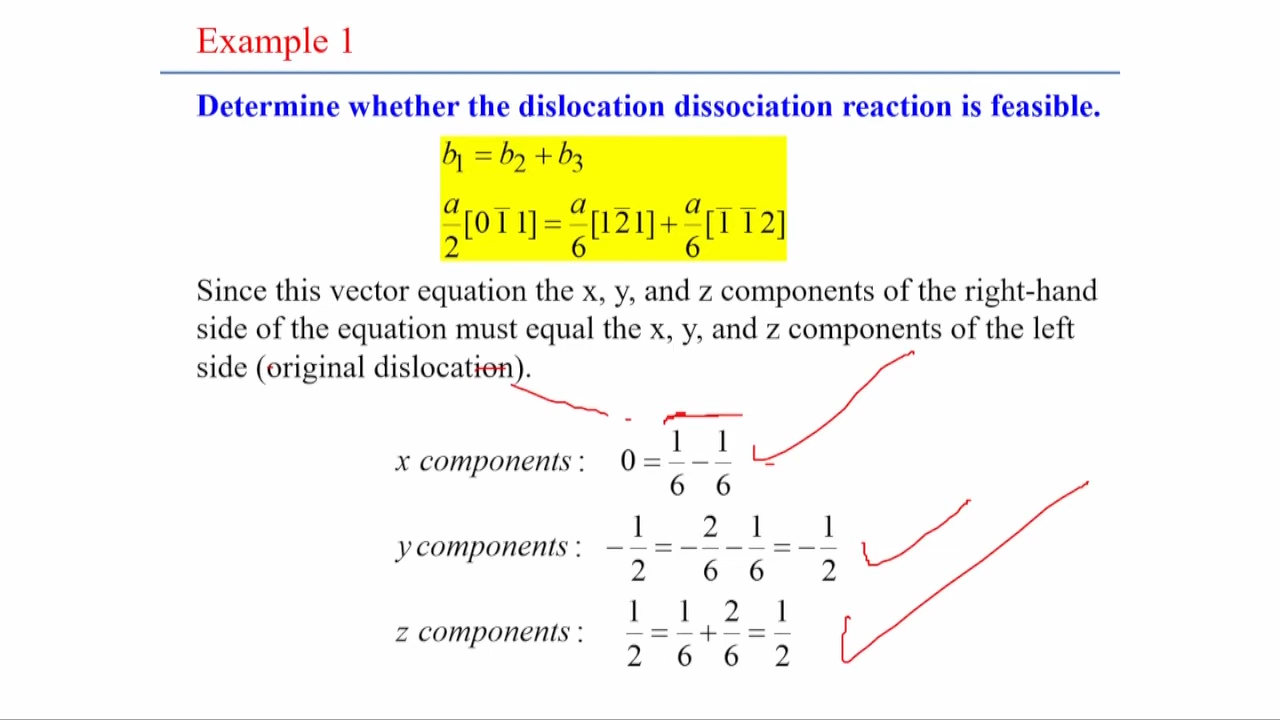 Example 1
Determine whether the dislocation dissociation reaction is feasible.
b₁ = b₂ + b₃
a/2 [0 1̅ 1] = a/6 [1 2̅ 1] + a/6 [1̅ 1̅ 2]
Since this vector equation the x, y, and z components of the right-hand
side of the equation must equal the x, y, and z components of the left
side (original dislocation).
x components : 0 = 1/6 − 1/6
y components : − 1/2 = − 2/6 − 1/6 = − 1/2
z components : 1/2 = 1/6 + 2/6 = 1/2